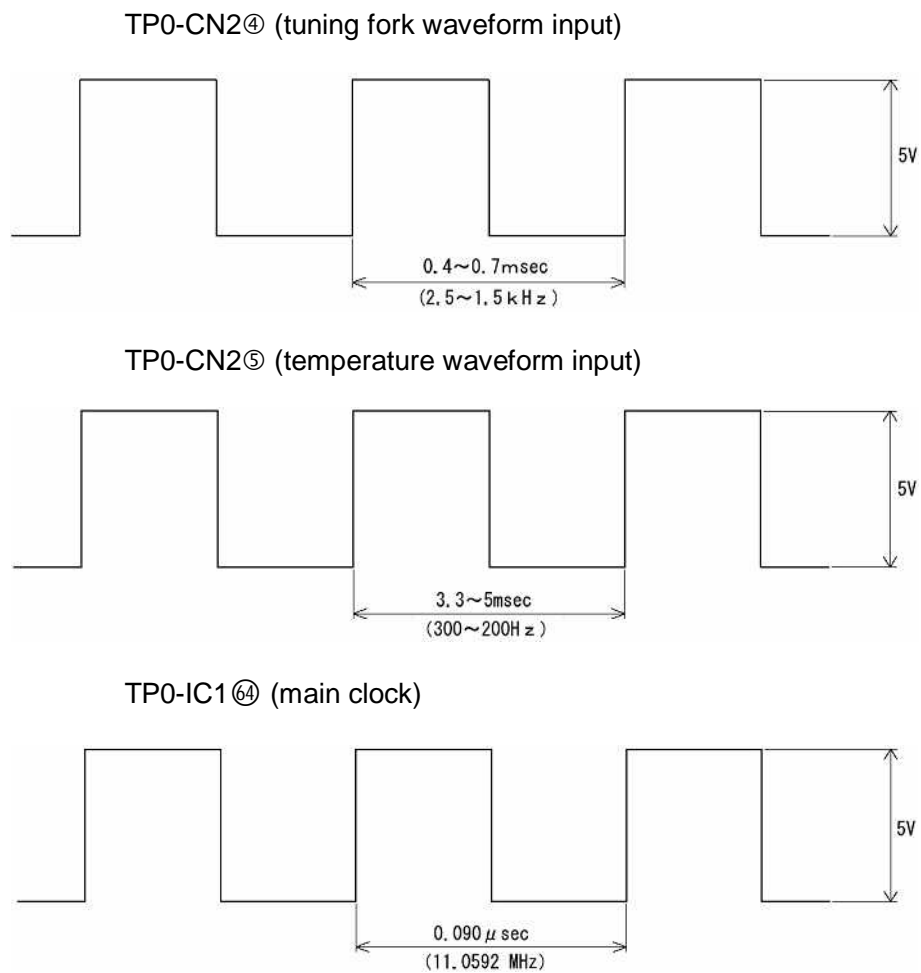 TP0-CN2④ (tuning fork waveform input)
5V
0.4~0.7msec
(2.5~1.5kHz)
TP0-CN2⑤ (temperature waveform input)
5V
3.3~5msec
(300~200Hz)
TP0-IC1㊿ (main clock)
5V
0.090μsec
(11.0592 MHz)